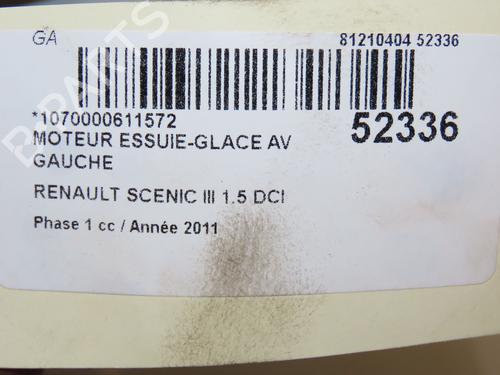 GA 81210404 52336
*1070000611572 52336
MOTEUR ESSUIE-GLACE AV
GAUCHE
RENAULT SCENIC III 1.5 DCI
Phase 1 cc / Année 2011
B-PARTS